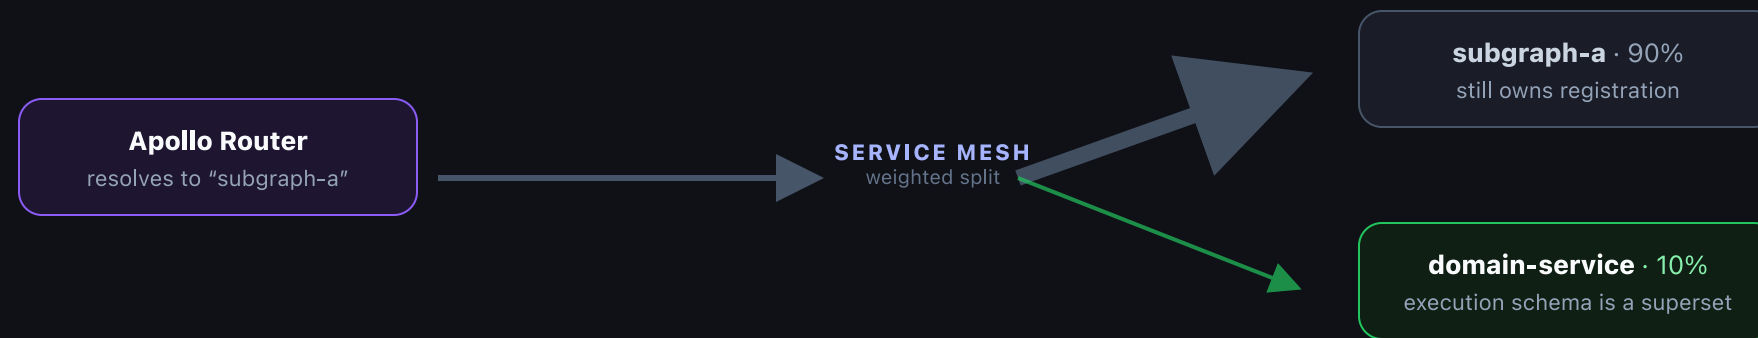 Apollo Router
resolves to “subgraph-a”
SERVICE MESH
weighted split
subgraph-a · 90%
still owns registration
domain-service · 10%
execution schema is a superset